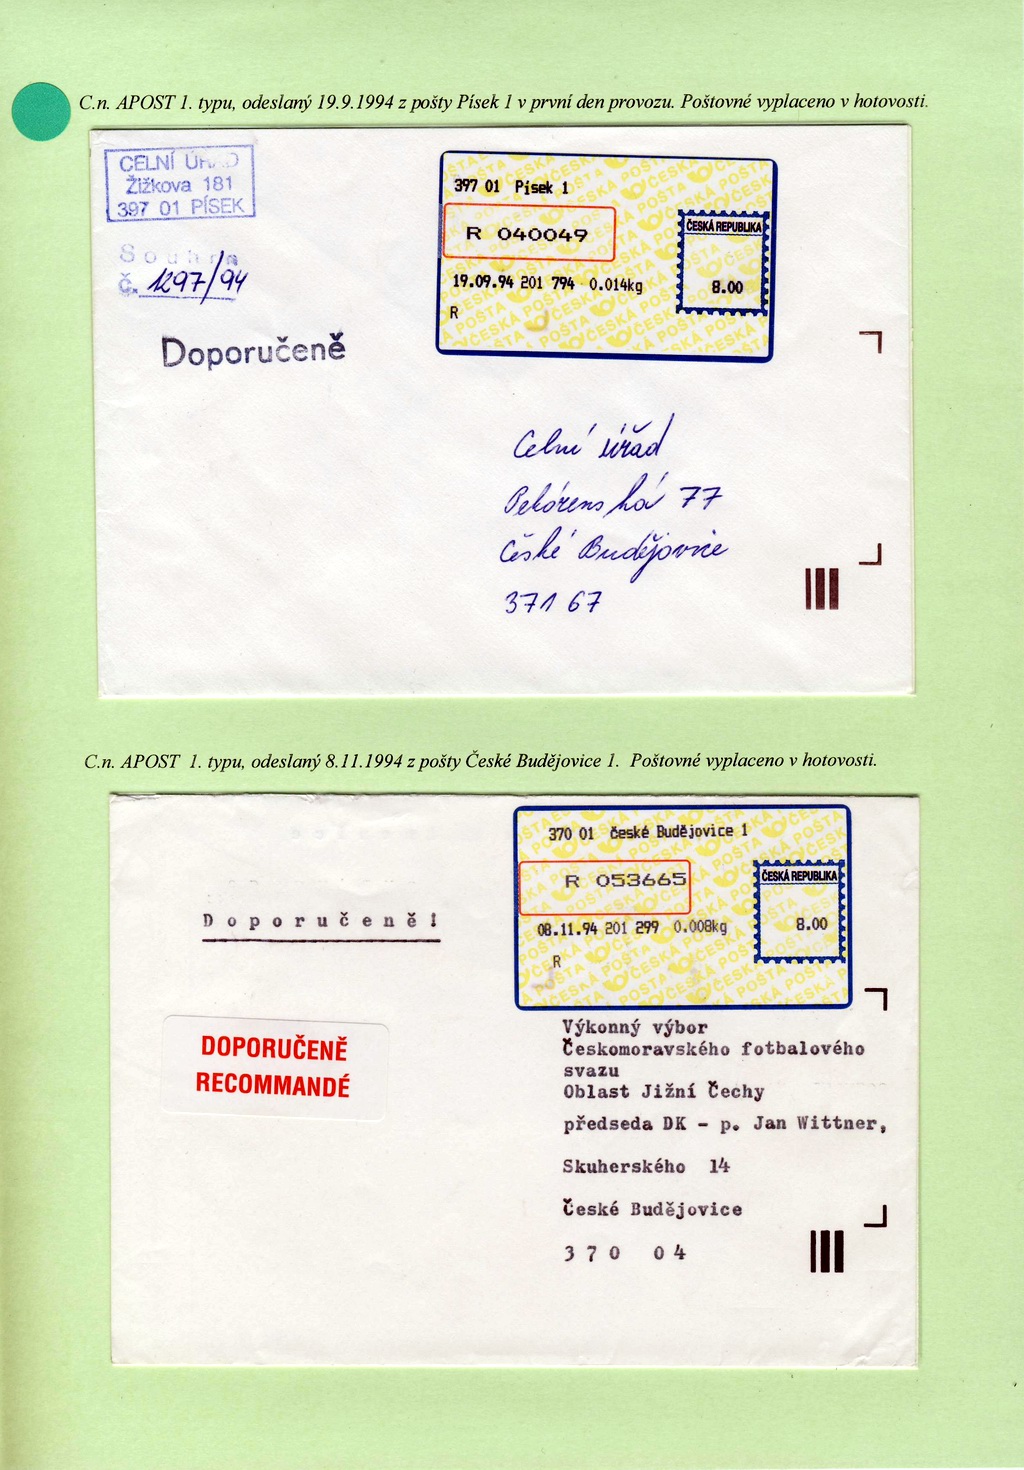 C.n. APOST 1. typu, odeslaný 19.9.1994 z pošty Písek 1 v první den provozu. Poštovné vyplaceno v hotovosti.
CELNÍ
Žižkova 181
397 01 PÍSEK
Č. 1297/94
Doporučeně
397 01 Písek 1
R 040049
19.09.94 201 794 0.014kg
R
ČESKÁ REPUBLIKA
8.00
Celní úřad
77
České Budějovice
371 67
C.n. APOST 1. typu, odeslaný 8.11.1994 z pošty České Budějovice 1. Poštovné vyplaceno v hotovosti.
370 01 České Budějovice 1
R 053665
08.11.94 201 299 0.008kg
R
ČESKÁ REPUBLIKA
8.00
Doporučeně!
DOPORUČENĚ
RECOMMANDÉ
Výkonný výbor
Českomoravského fotbalového
svazu
Oblast Jižní Čechy
předseda DK - p. Jan Wittner,
Skuherského 14
České Budějovice
370 04